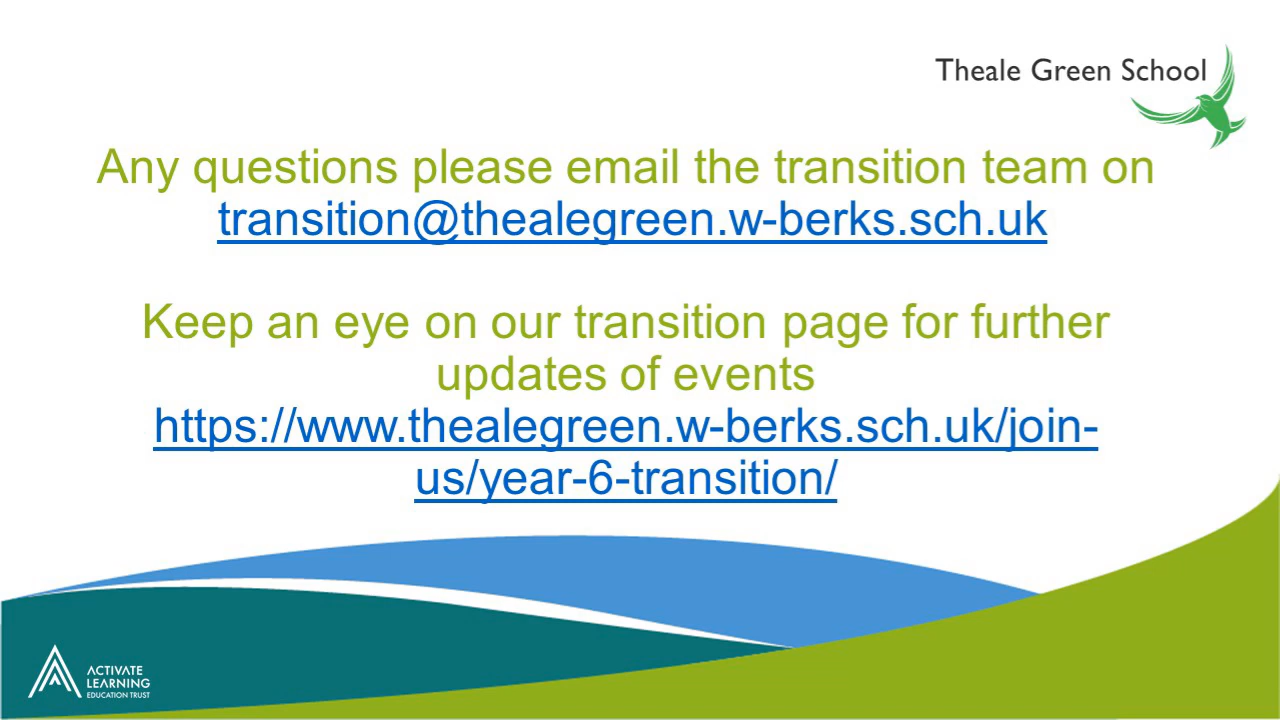 Theale Green School
Any questions please email the transition team on
transition@thealegreen.w-berks.sch.uk
Keep an eye on our transition page for further
updates of events
https://www.thealegreen.w-berks.sch.uk/join-
us/year-6-transition/
ACTIVATE
LEARNING
EDUCATION TRUST